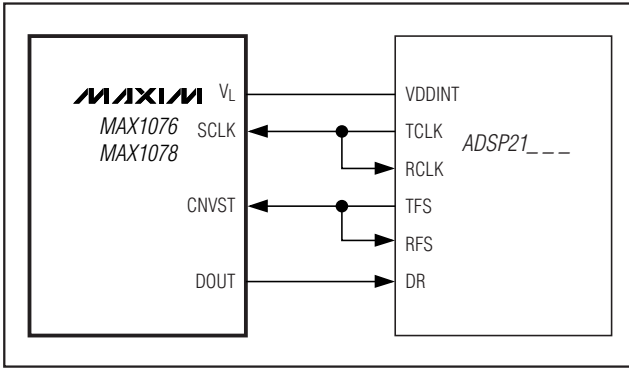 MAXIM
MAX1076
MAX1078
VL
SCLK
CNVST
DOUT
VDDINT
TCLK
RCLK
TFS
RFS
DR
ADSP21_ _ _